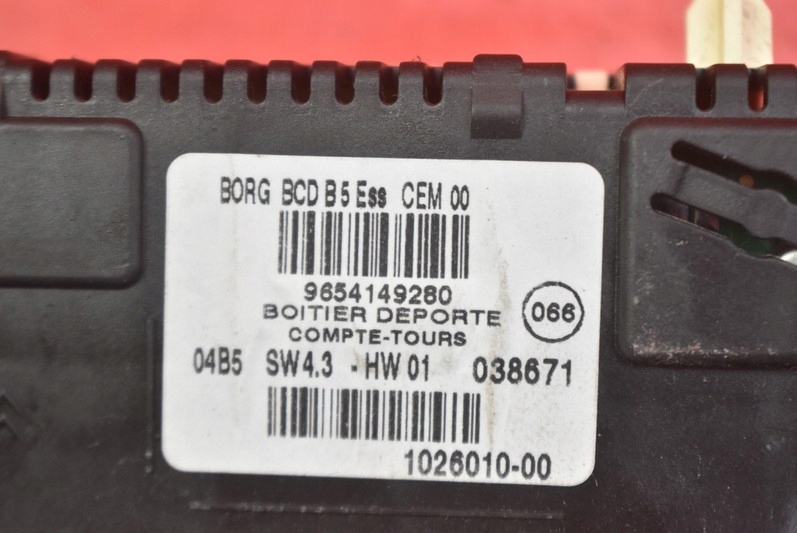 BORG BCD B5 Ess CEM 00
9654149280
BOITIER DEPORTE
COMPTE-TOURS
066
04B5 SW4.3 - HW 01 038671
1026010-00